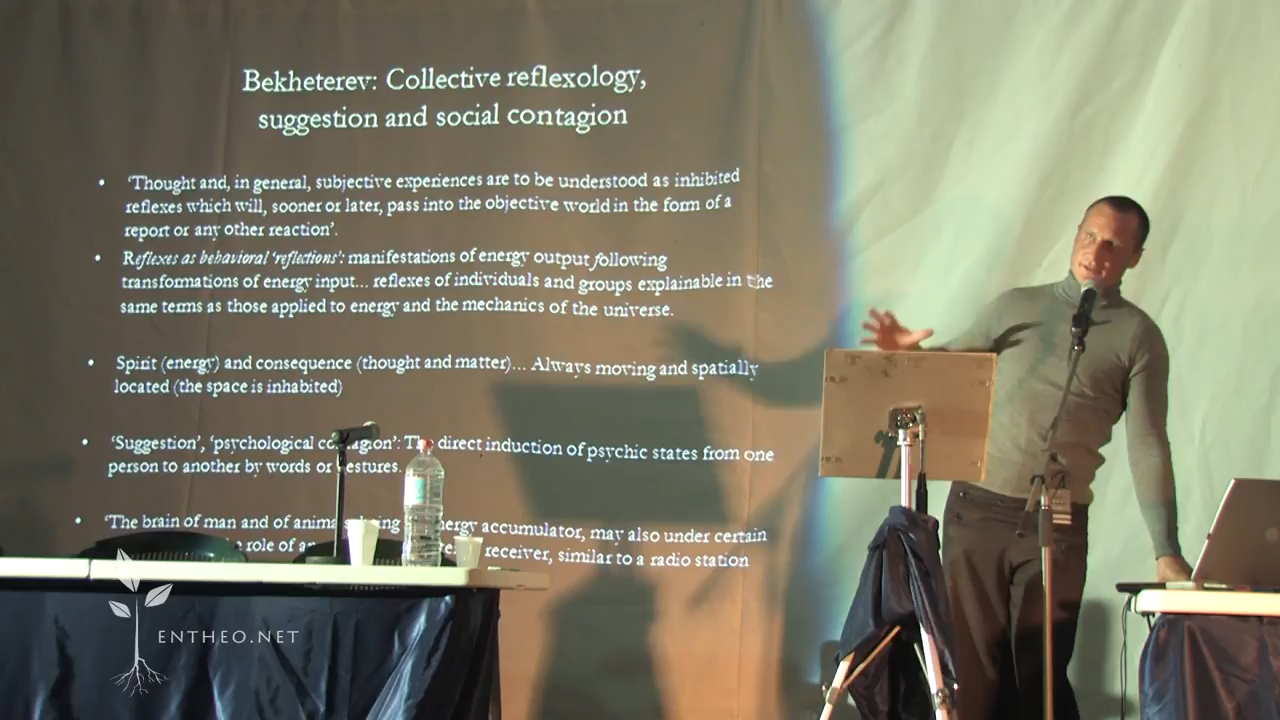 Bekheterev: Collective reflexology,
suggestion and social contagion
• 'Thought and, in general, subjective experiences are to be understood as inhibited
reflexes which will, sooner or later, pass into the objective world in the form of a
report or any other reaction'.
• Reflexes as behavioral 'reflections': manifestations of energy output following
transformations of energy input... reflexes of individuals and groups explainable in the
same terms as those applied to energy and the mechanics of the universe.
• Spirit (energy) and consequence (thought and matter)... Always moving and spatially
located (the space is inhabited)
• 'Suggestion', 'psychological contagion': The direct induction of psychic states from one
person to another by words or gestures.
• 'The brain of man and of animals being energy accumulator, may also under certain
role of receiver, similar to a radio station
ENTHEO.NET